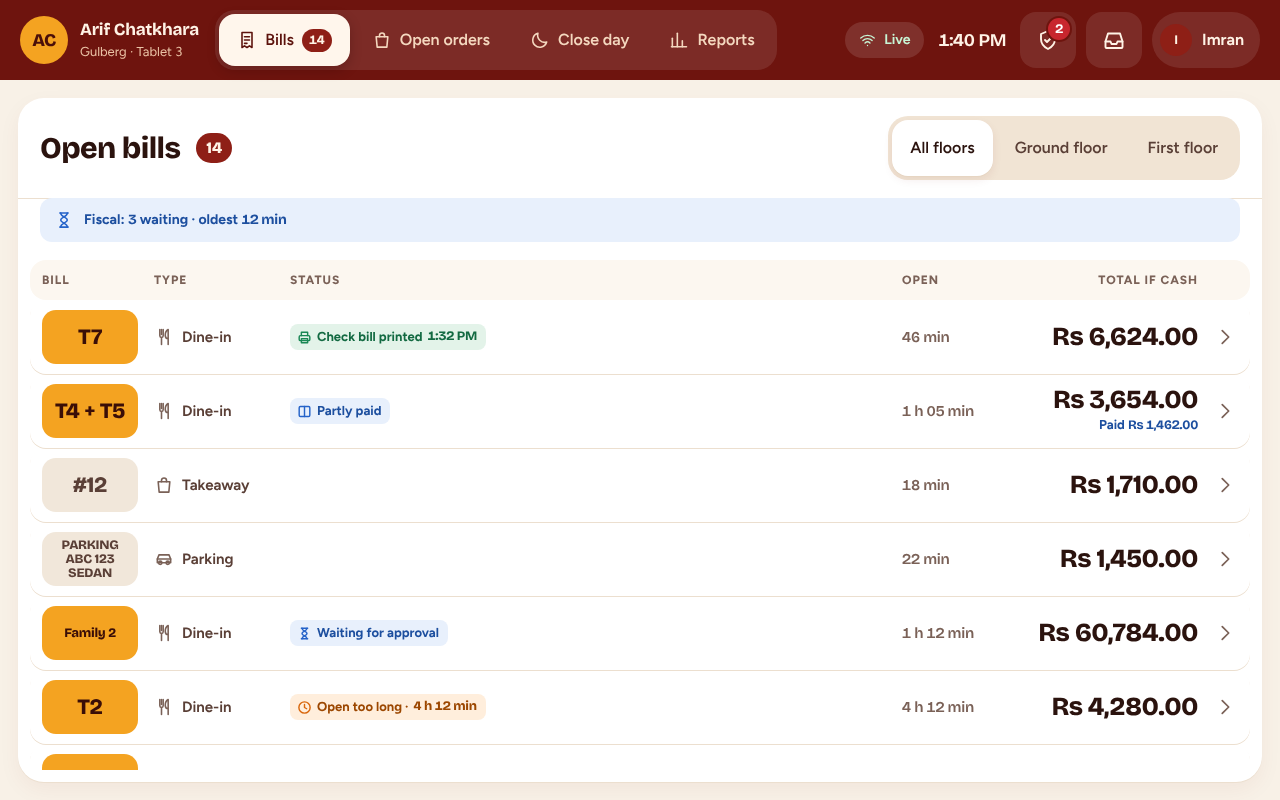 AC
Arif Chatkhara
Gulberg · Tablet 3
Bills 14
Open orders
Close day
Reports
Live
1:40 PM
2
I
Imran
Open bills 14
All floors
Ground floor
First floor
Fiscal: 3 waiting · oldest 12 min
BILL TYPE STATUS OPEN TOTAL IF CASH
T7 Dine-in Check bill printed 1:32 PM 46 min Rs 6,624.00
T4 + T5 Dine-in Partly paid 1 h 05 min Rs 3,654.00
Paid Rs 1,462.00
#12 Takeaway 18 min Rs 1,710.00
PARKING
ABC 123
SEDAN
Parking 22 min Rs 1,450.00
Family 2 Dine-in Waiting for approval 1 h 12 min Rs 60,784.00
T2 Dine-in Open too long · 4 h 12 min 4 h 12 min Rs 4,280.00